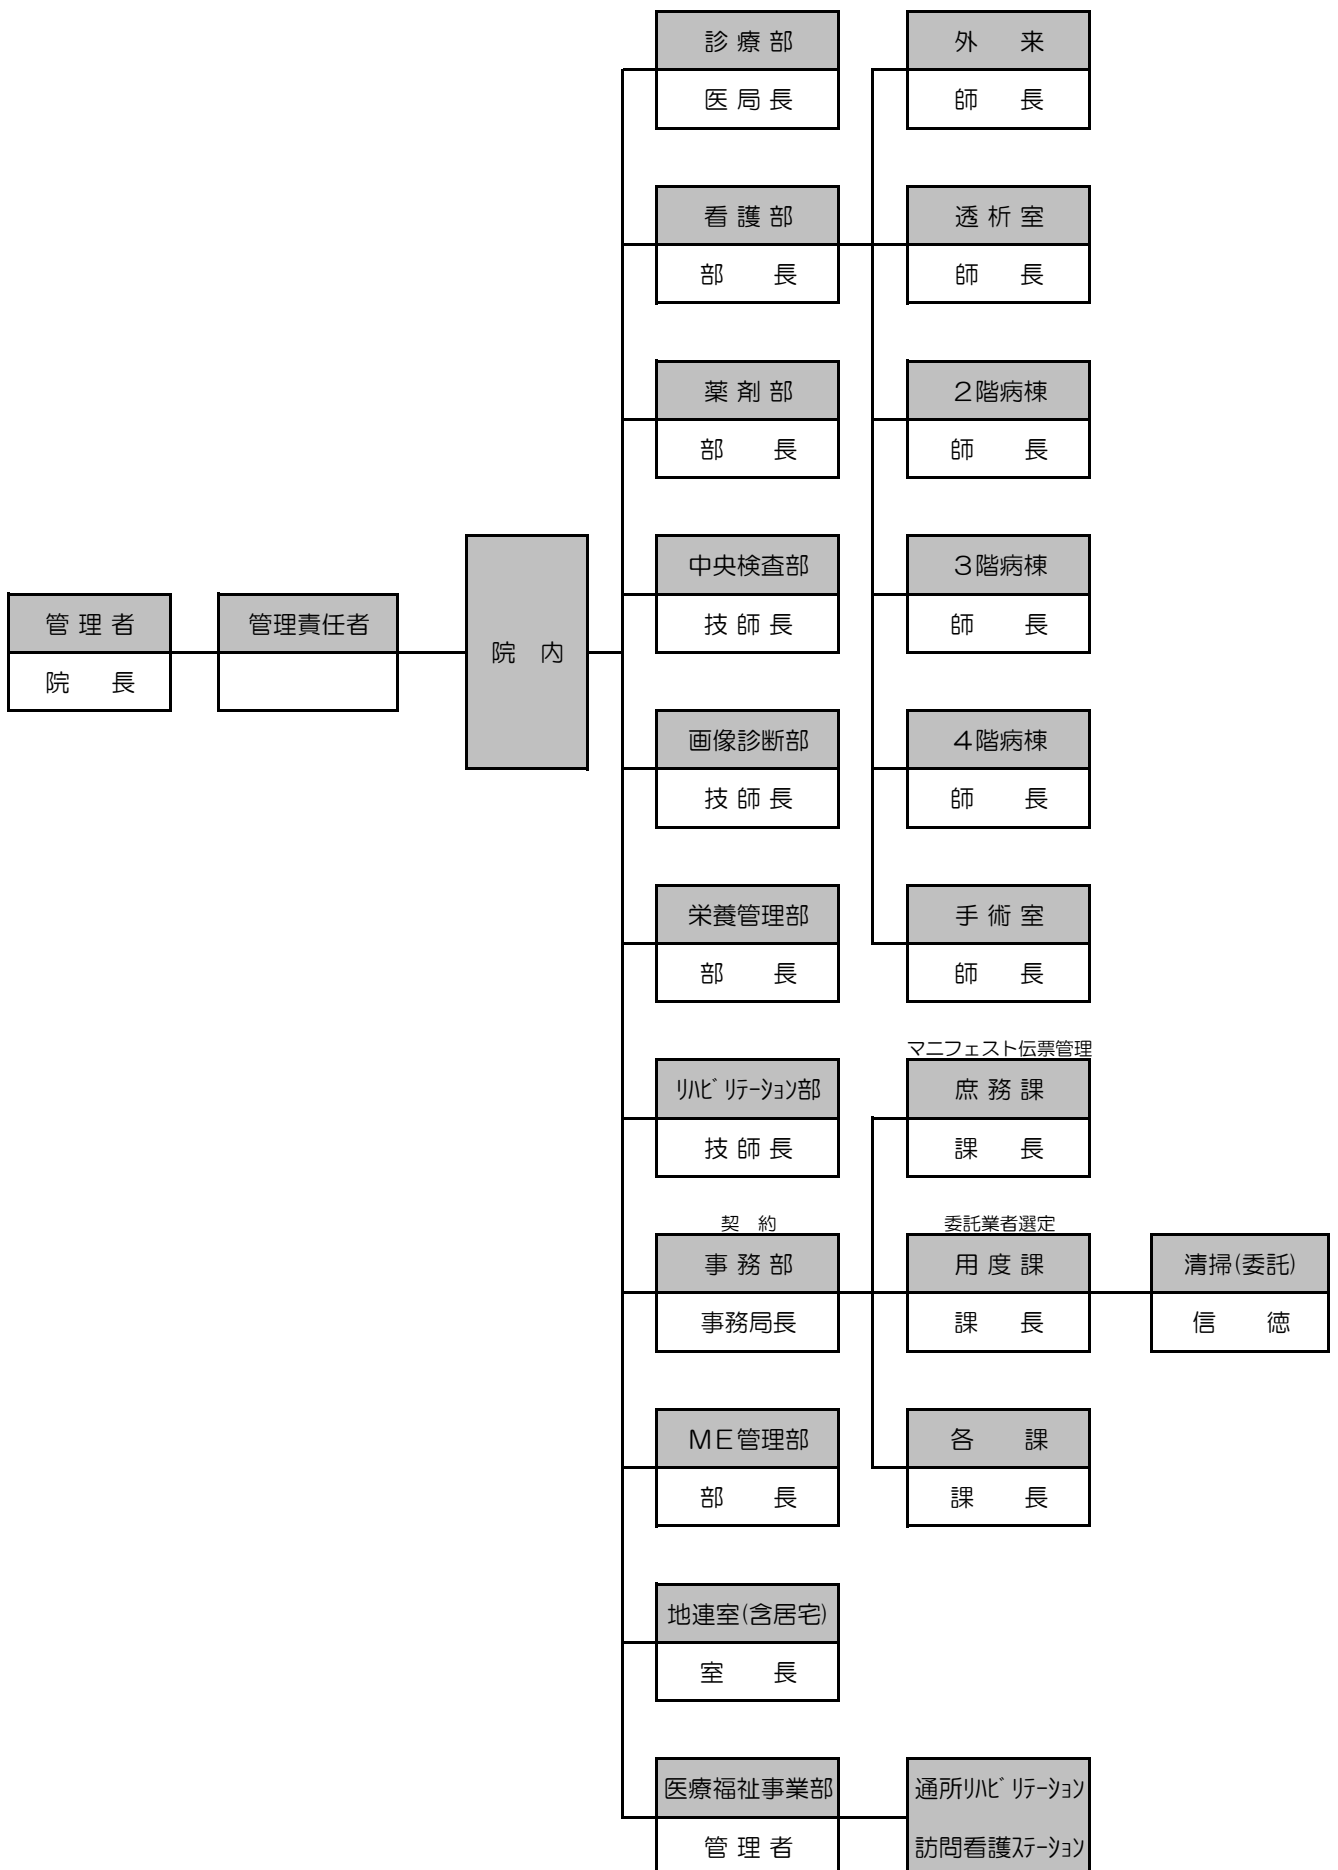 診 療 部
外　来
医 局 長
師　長
看 護 部
透 析 室
部　長
師　長
薬 剤 部
２階病棟
部　長
師　長
中央検査部
３階病棟
技 師 長
師　長
管 理 者
管理責任者
院　内
院　長
画像診断部
４階病棟
技 師 長
師　長
栄養管理部
手 術 室
部　長
師　長
マニフェスト伝票管理
ﾘﾊﾋﾞﾘﾃｰｼｮﾝ部
庶 務 課
技 師 長
課　長
契　約
委託業者選定
事 務 部
用 度 課
清掃(委託)
事務局長
課　長
信　徳
ＭＥ管理部
各　課
部　長
課　長
地連室(含居宅)
室　長
医療福祉事業部
通所ﾘﾊﾋﾞﾘﾃｰｼｮﾝ
管 理 者
訪問看護ｽﾃｰｼｮﾝ